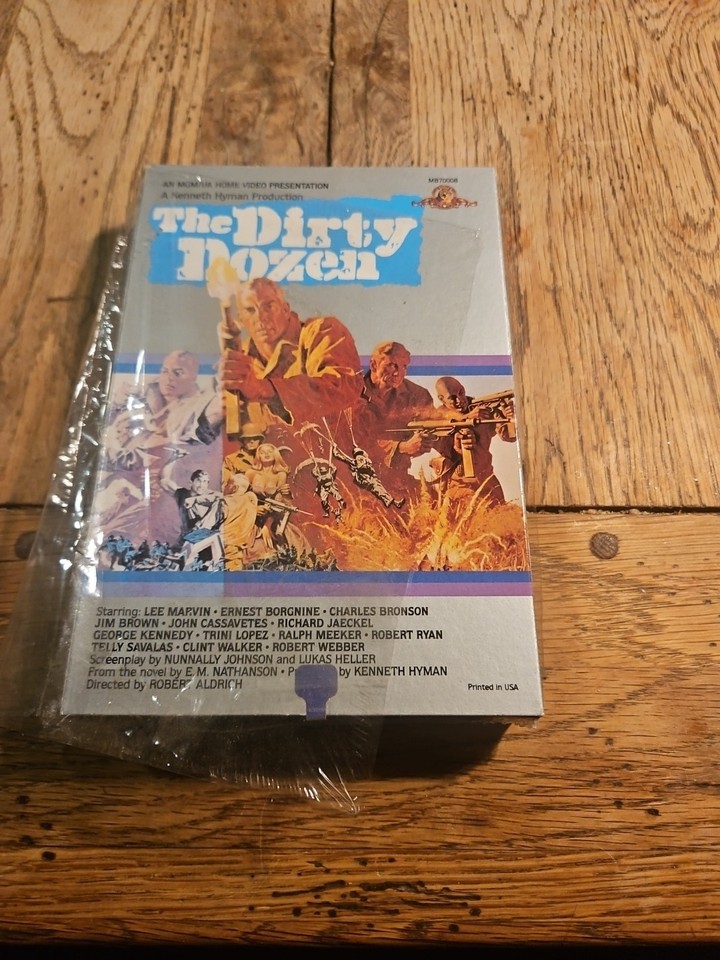 AN MGM/UA HOME VIDEO PRESENTATION
MB700008
A Kenneth Hyman Production
The Dirty
Dozen
Starring: LEE MARVIN • ERNEST BORGNINE • CHARLES BRONSON
JIM BROWN • JOHN CASSAVETES • RICHARD JAECKEL
GEORGE KENNEDY • TRINI LOPEZ • RALPH MEEKER • ROBERT RYAN
TELLY SAVALAS • CLINT WALKER • ROBERT WEBBER
Screenplay by NUNNALLY JOHNSON and LUKAS HELLER
From the novel by E. M. NATHANSON • by KENNETH HYMAN
Directed by ROBERT ALDRICH
Printed in USA